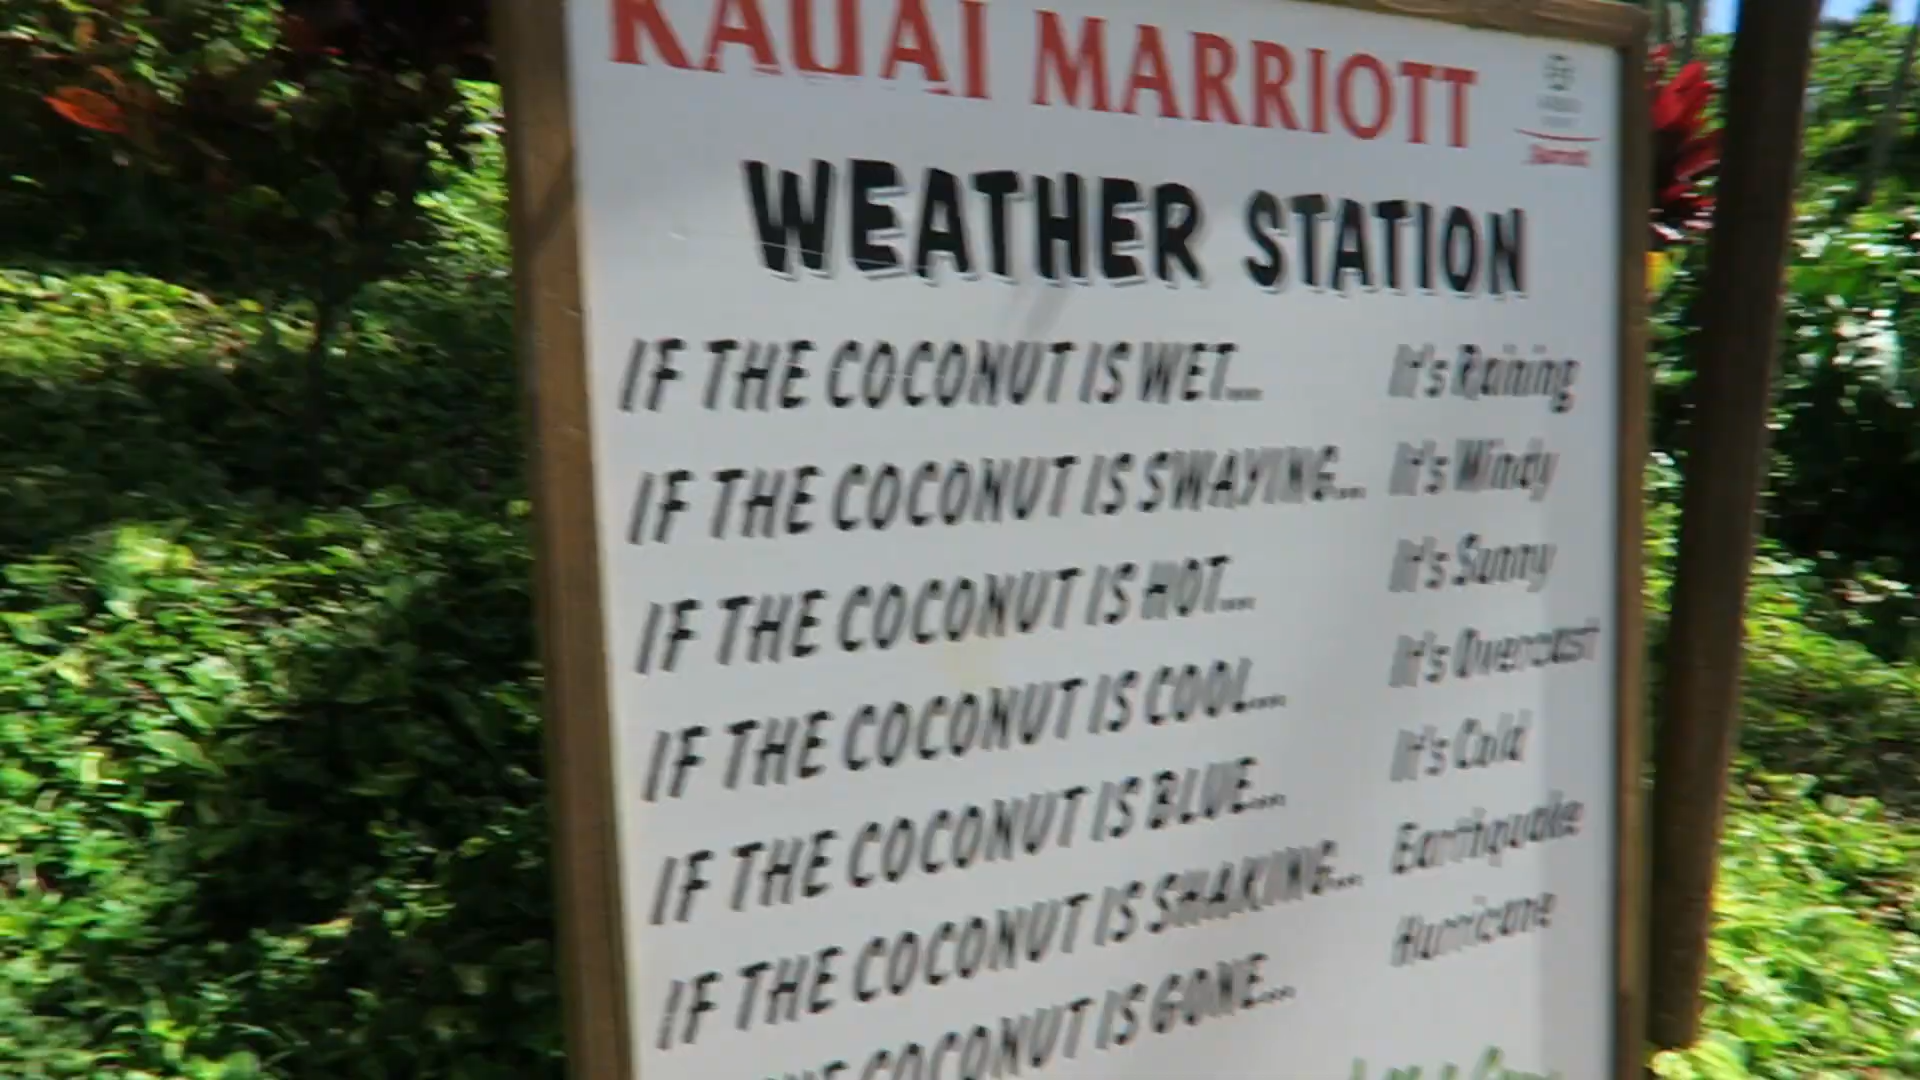 KAUAI MARRIOTT
WEATHER STATION
IF THE COCONUT IS WET... It's Raining
IF THE COCONUT IS SWAYING... It's Windy
IF THE COCONUT IS HOT... It's Sunny
IF THE COCONUT IS COOL... It's Overcast
IF THE COCONUT IS BLUE... It's Cold
IF THE COCONUT IS SHAKING... Earthquake
COCONUT IS GONE... Hurricane